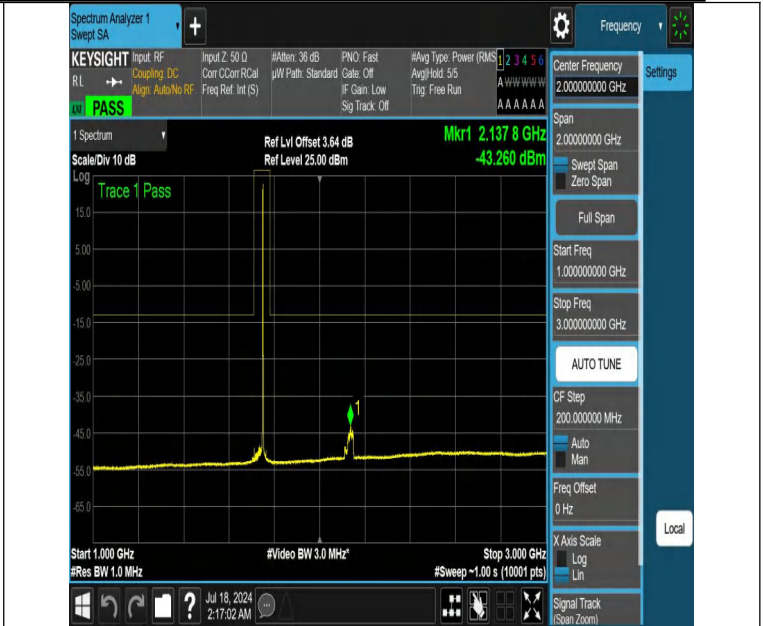 Spectrum Analyzer 1
Swept SA
Frequency
KEYSIGHT
RL
LXI
PASS
Input: RF
Coupling: DC
Align: Auto/No RF
Input Z: 50 Ω
Corr CCorr RCal
Freq Ref: Int (S)
#Atten: 36 dB
µW Path: Standard
PNO: Fast
Gate: Off
IF Gain: Low
Sig Track: Off
#Avg Type: Power (RMS
Avg|Hold: 5/5
Trig: Free Run
1 2 3 4 5 6
A W W W W W
A A A A A A
1 Spectrum
Scale/Div 10 dB
Ref Lvl Offset 3.64 dB
Ref Level 25.00 dBm
Mkr1 2.137 8 GHz
-43.260 dBm
Log
Trace 1 Pass
15.0
5.00
-5.00
-15.0
-25.0
-35.0
-45.0
-55.0
-65.0
1
Start 1.000 GHz
#Res BW 1.0 MHz
#Video BW 3.0 MHz*
Stop 3.000 GHz
#Sweep ~1.00 s (10001 pts)
Center Frequency
2.000000000 GHz
Settings
Span
2.00000000 GHz
Swept Span
Zero Span
Full Span
Start Freq
1.000000000 GHz
Stop Freq
3.000000000 GHz
AUTO TUNE
CF Step
200.000000 MHz
Auto
Man
Freq Offset
0 Hz
X Axis Scale
Log
Lin
Signal Track
(Span Zoom)
Local
?
Jul 18, 2024
2:17:02 AM